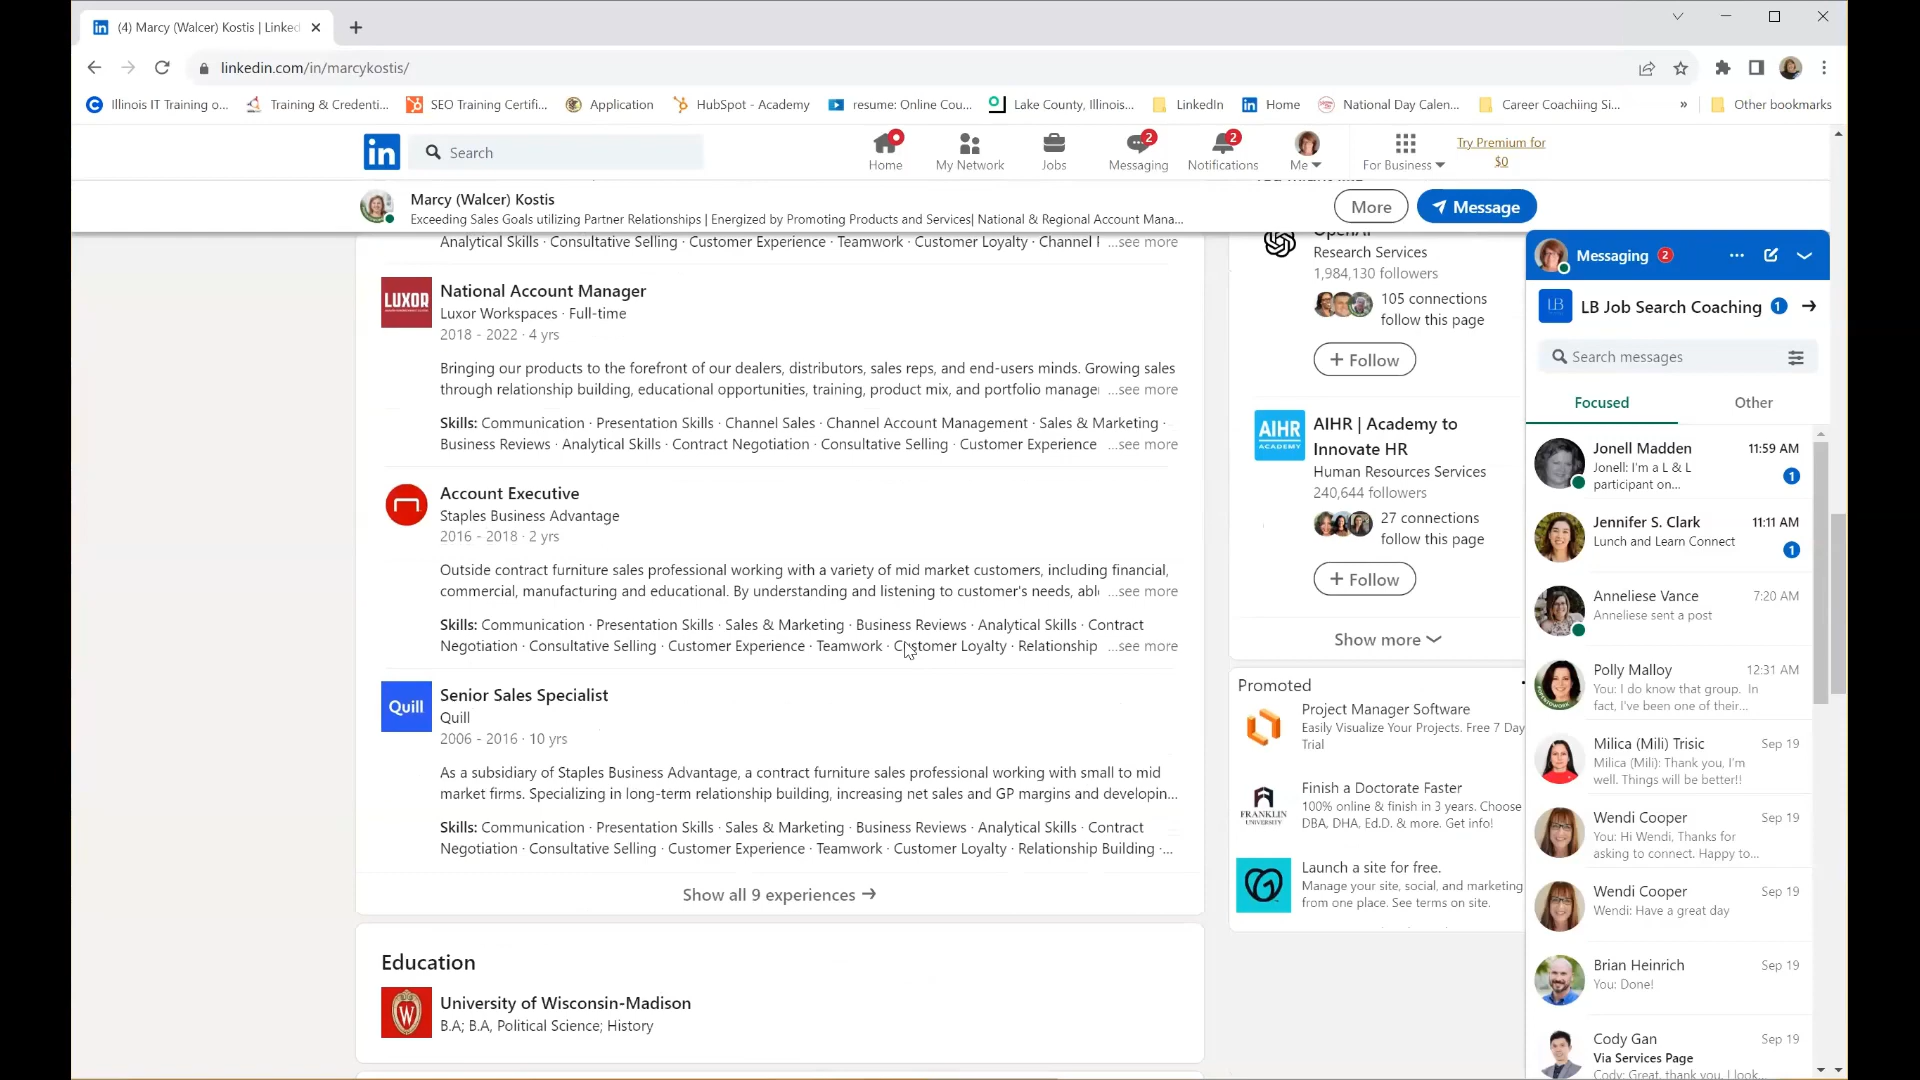 (4) Marcy (Walcer) Kostis | Linked
linkedin.com/in/marcykostis/
Illinois IT Training o...
Training & Credenti...
SEO Training Certifi...
Application
HubSpot - Academy
resume: Online Cou...
Lake County, Illinois...
LinkedIn
Home
National Day Calen...
Career Coachiing Si...
»
Other bookmarks
in
Search
Home
My Network
Jobs
2
Messaging
2
Notifications
Me
For Business
Try Premium for
$0
Marcy (Walcer) Kostis
Exceeding Sales Goals utilizing Partner Relationships | Energized by Promoting Products and Services| National & Regional Account Mana...
More
Message
Analytical Skills · Consultative Selling · Customer Experience · Teamwork · Customer Loyalty · Channel ...see more
LUXOR
National Account Manager
Luxor Workspaces · Full-time
2018 - 2022 · 4 yrs
Bringing our products to the forefront of our dealers, distributors, sales reps, and end-users minds. Growing sales
through relationship building, educational opportunities, training, product mix, and portfolio manage ...see more
Skills: Communication · Presentation Skills · Channel Sales · Channel Account Management · Sales & Marketing ·
Business Reviews · Analytical Skills · Contract Negotiation · Consultative Selling · Customer Experience ...see more
Account Executive
Staples Business Advantage
2016 - 2018 · 2 yrs
Outside contract furniture sales professional working with a variety of mid market customers, including financial,
commercial, manufacturing and educational. By understanding and listening to customer's needs, abl ...see more
Skills: Communication · Presentation Skills · Sales & Marketing · Business Reviews · Analytical Skills · Contract
Negotiation · Consultative Selling · Customer Experience · Teamwork · Customer Loyalty · Relationship ...see more
Quill
Senior Sales Specialist
Quill
2006 - 2016 · 10 yrs
As a subsidiary of Staples Business Advantage, a contract furniture sales professional working with small to mid
market firms. Specializing in long-term relationship building, increasing net sales and GP margins and developin...
Skills: Communication · Presentation Skills · Sales & Marketing · Business Reviews · Analytical Skills · Contract
Negotiation · Consultative Selling · Customer Experience · Teamwork · Customer Loyalty · Relationship Building ·...
Show all 9 experiences →
Education
University of Wisconsin-Madison
B.A; B.A, Political Science; History
OpenAI
Research Services
1,984,130 followers
105 connections
follow this page
+ Follow
AIHR
ACADEMY
AIHR | Academy to
Innovate HR
Human Resources Services
240,644 followers
27 connections
follow this page
+ Follow
Show more
Promoted
Project Manager Software
Easily Visualize Your Projects. Free 7 Day
Trial
FRANKLIN
UNIVERSITY
Finish a Doctorate Faster
100% online & finish in 3 years. Choose
DBA, DHA, Ed.D. & more. Get info!
Launch a site for free.
Manage your site, social, and marketing
from one place. See terms on site.
Messaging 2
LB
LB Job Search Coaching 1 →
Search messages
Focused
Other
Jonell Madden 11:59 AM
Jonell: I'm a L & L
participant on...
1
Jennifer S. Clark 11:11 AM
Lunch and Learn Connect
1
Anneliese Vance 7:20 AM
Anneliese sent a post
Polly Malloy 12:31 AM
You: I do know that group. In
fact, I've been one of their...
Milica (Mili) Trisic Sep 19
Milica (Mili): Thank you, I'm
well. Things will be better!!
Wendi Cooper Sep 19
You: Hi Wendi, Thanks for
asking to connect. Happy to...
Wendi Cooper Sep 19
Wendi: Have a great day
Brian Heinrich Sep 19
You: Done!
Cody Gan Sep 19
Via Services Page
Cody: Great, thank you, I look...